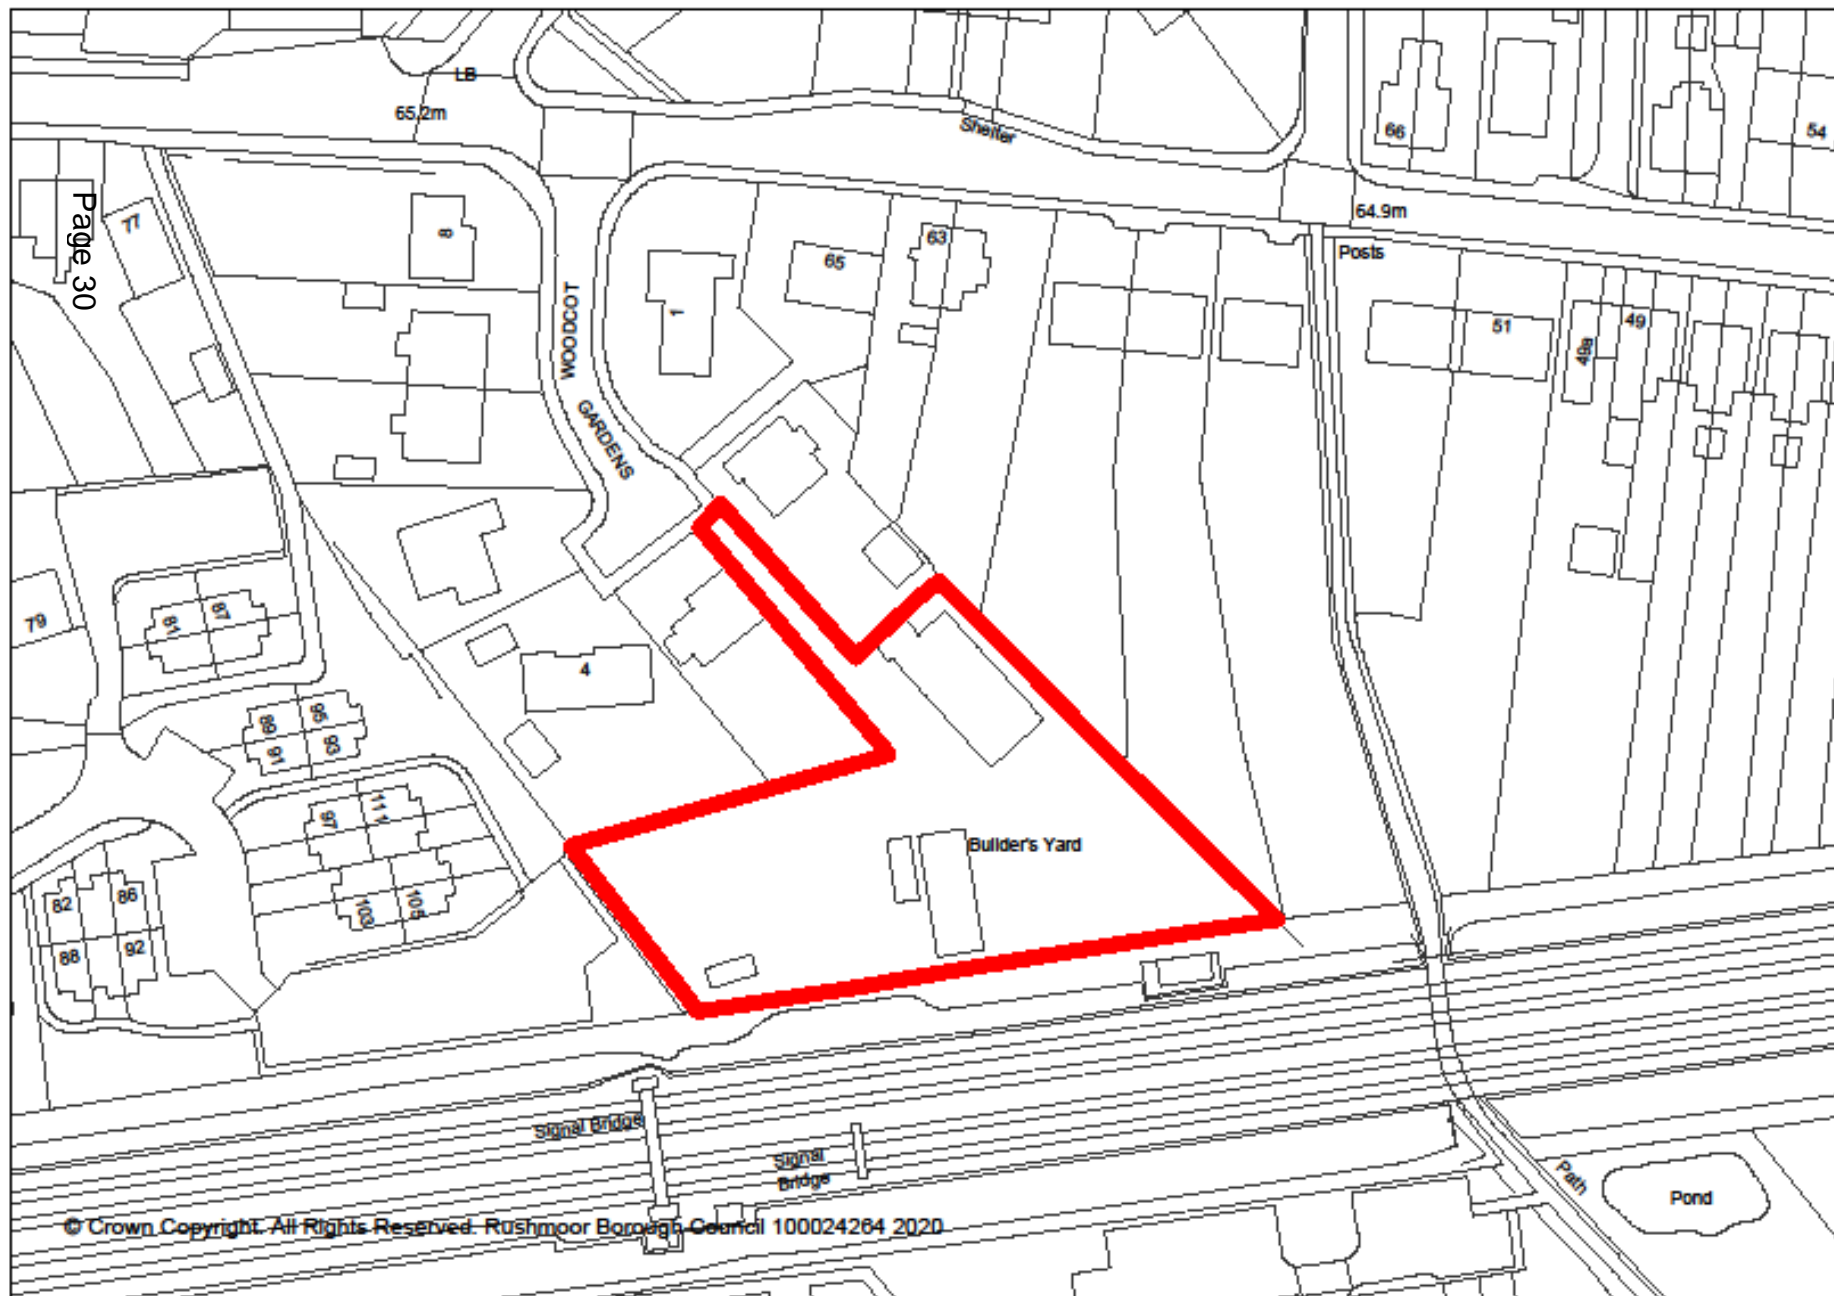 LB
65.2m
Shelter
66
54
Page 30
77
8
64.9m
Posts
63
65
1
WOODCOT
GARDENS
51
49
49a
79
81
87
4
89
95
91
93
97
111
Builder's Yard
82
86
103
105
88
92
Signal Bridge
Signal
Bridge
Path
Pond
© Crown Copyright. All Rights Reserved. Rushmoor Borough Council 100024264 2020